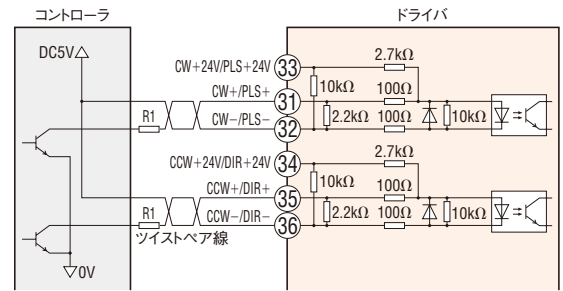 コントローラ
ドライバ
DC5V
CW+24V/PLS+24V 33 2.7kΩ
10kΩ
CW+/PLS+ 31 100Ω
R1 CW−/PLS− 32 2.2kΩ 100Ω 10kΩ
CCW+24V/DIR+24V 34 2.7kΩ
10kΩ
CCW+/DIR+ 35 100Ω
R1 CCW−/DIR− 36 2.2kΩ 100Ω 10kΩ
ツイストペア線
0V